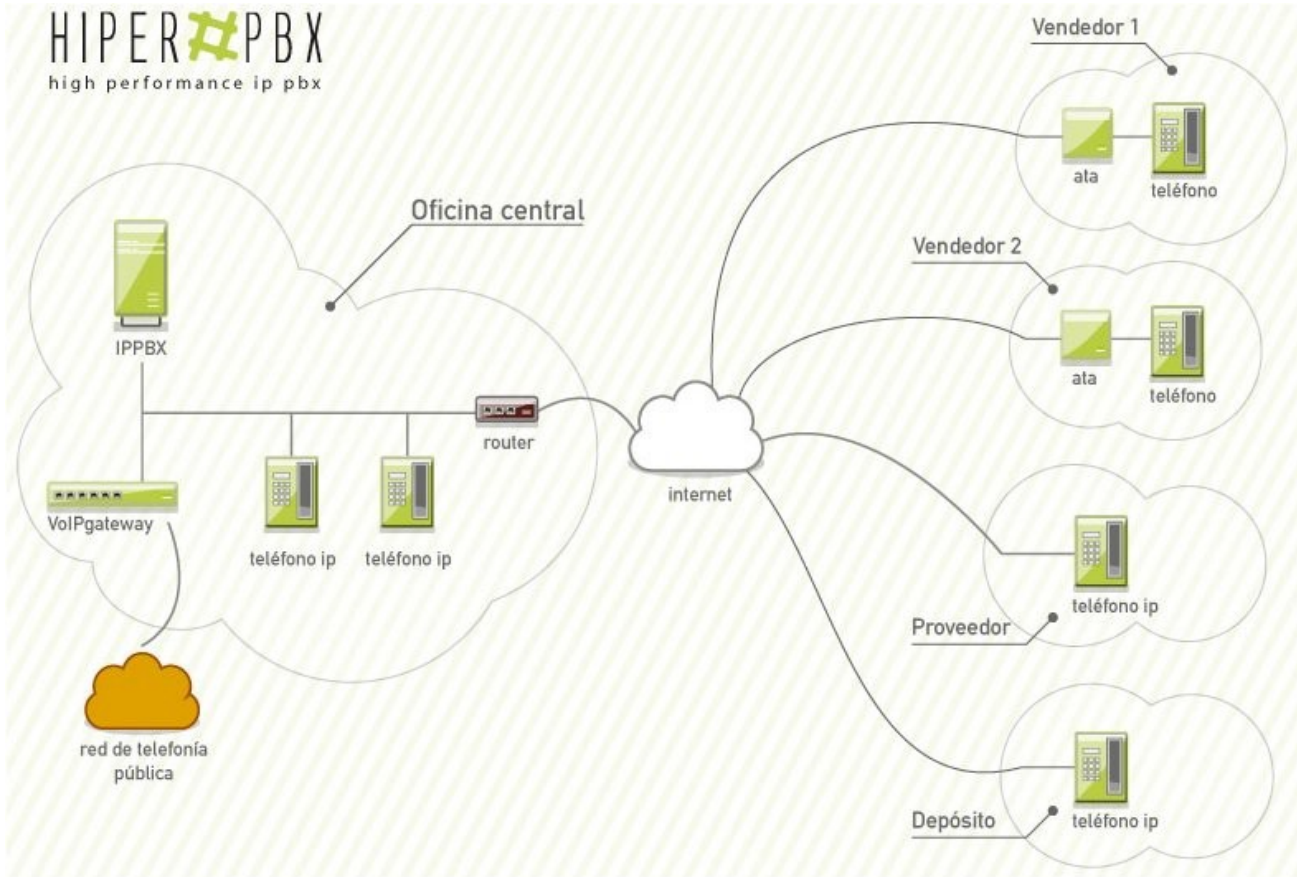 HIPER PBX
high performance ip pbx
Oficina central
IPPBX
VoIPgateway
teléfono ip
teléfono ip
router
red de telefonía
pública
internet
Vendedor 1
ata
teléfono
Vendedor 2
ata
teléfono
Proveedor
teléfono ip
Depósito
teléfono ip